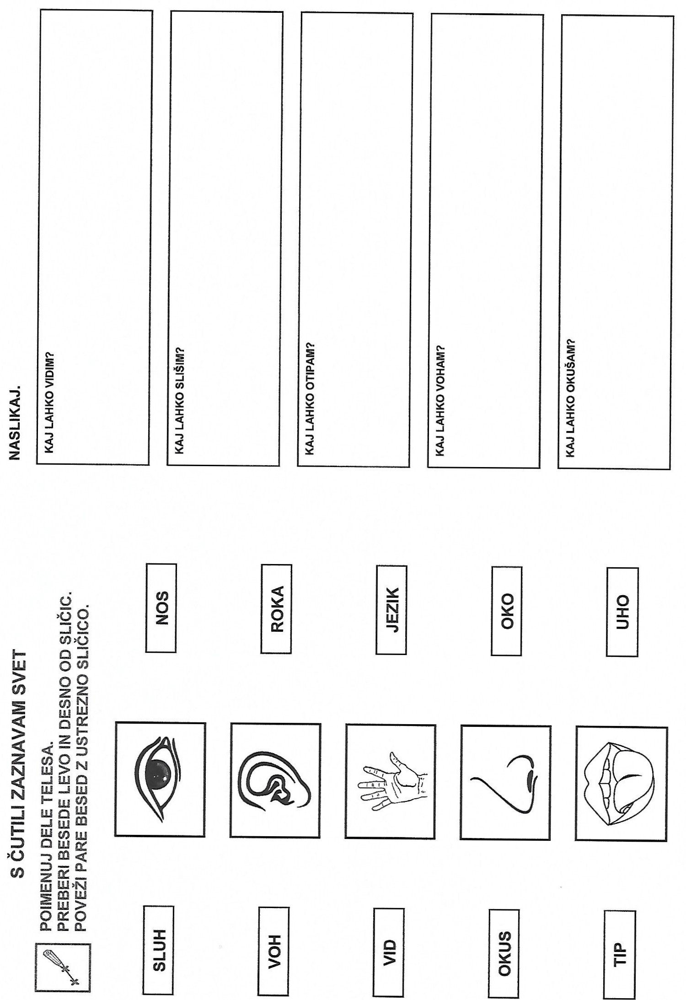 S ČUTILI ZAZNAVAM SVET
POIMENUJ DELE TELESA.
PREBERI BESEDE LEVO IN DESNO OD SLIČIC.
POVEŽI PARE BESED Z USTREZNO SLIČICO.
SLUH
NOS
VOH
ROKA
VID
JEZIK
OKUS
OKO
TIP
UHO
NASLIKAJ.
KAJ LAHKO VIDIM?
KAJ LAHKO SLIŠIM?
KAJ LAHKO OTIPAM?
KAJ LAHKO VOHAM?
KAJ LAHKO OKUŠAM?